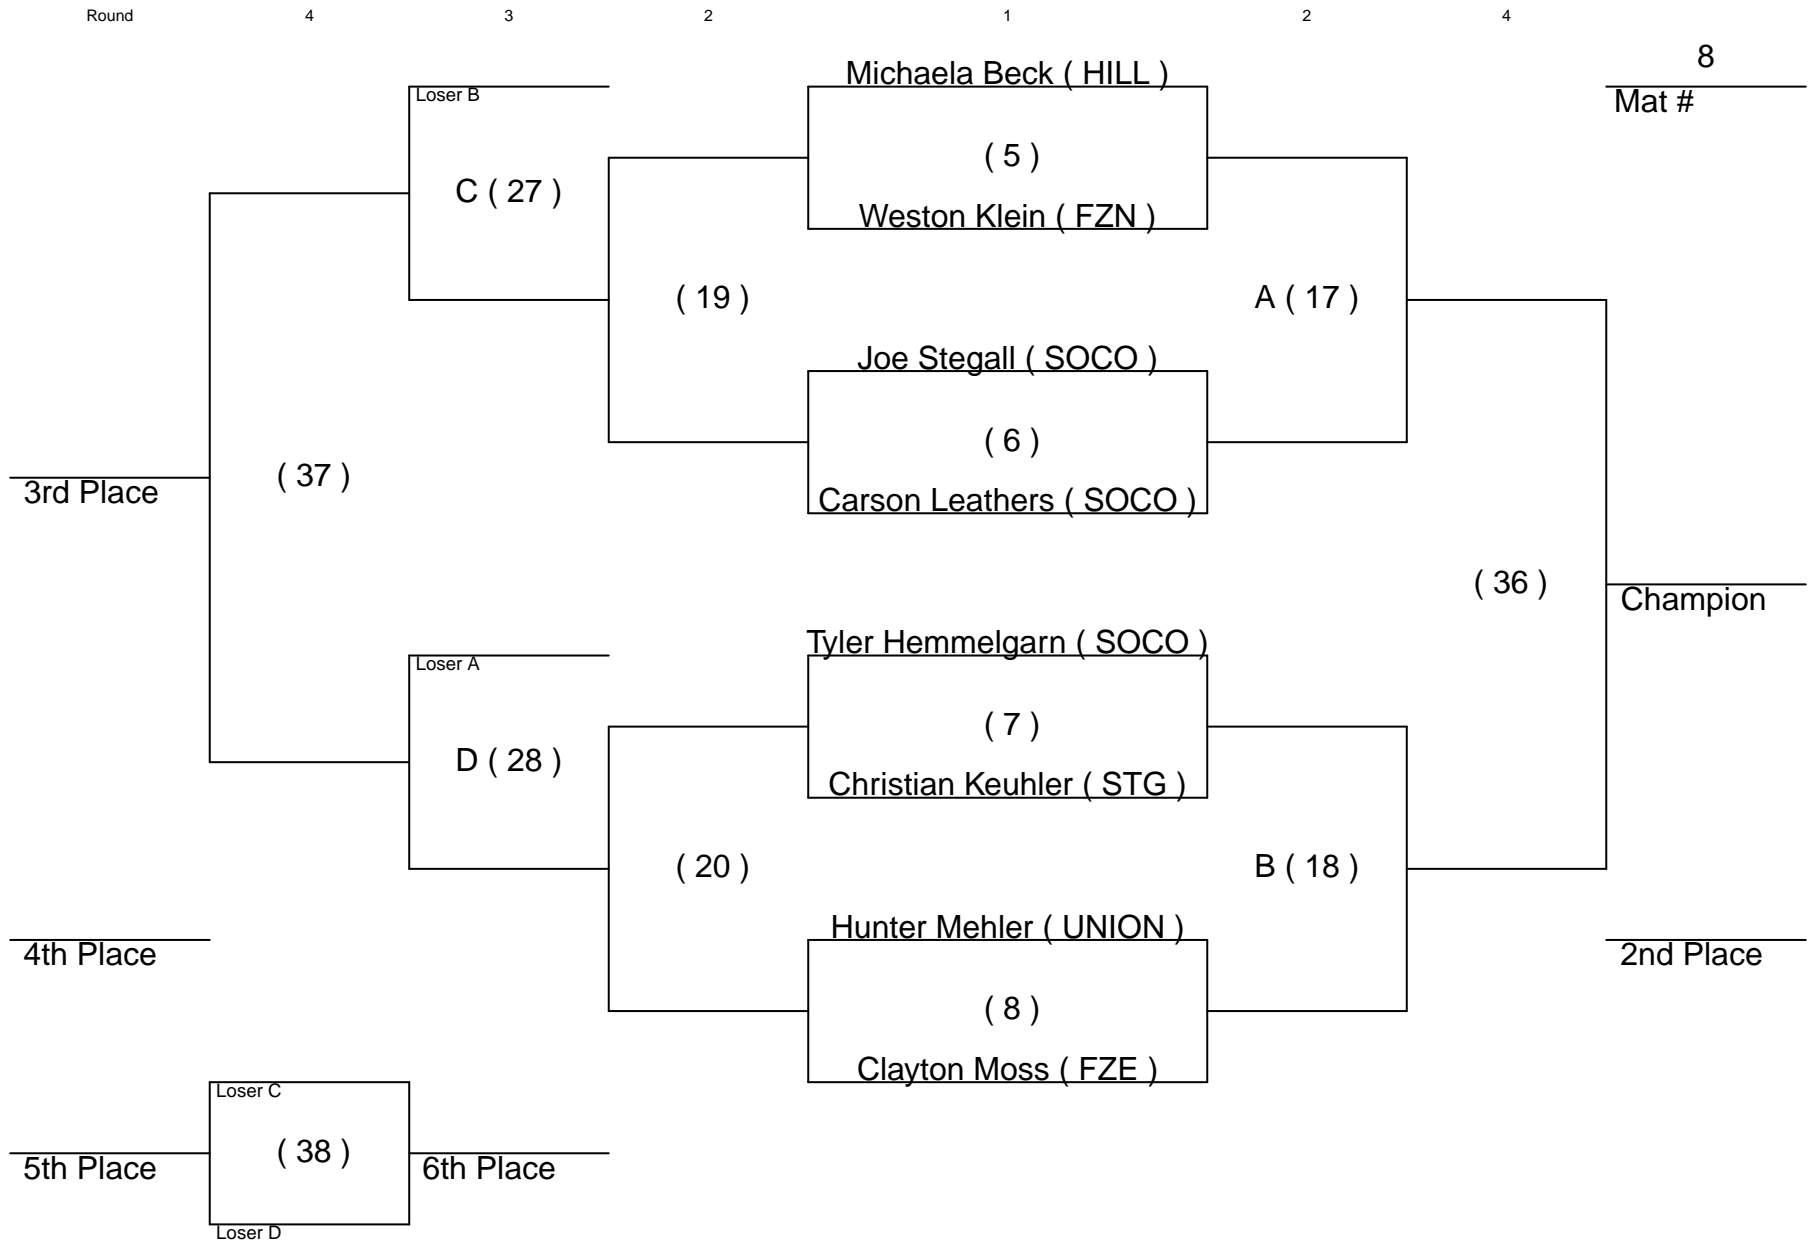 Round 4 3 2 1 2 4
8
Mat #
Michaela Beck ( HILL )
Loser B
( 5 )
C ( 27 )
Weston Klein ( FZN )
( 19 )
A ( 17 )
Joe Stegall ( SOCO )
( 6 )
( 37 )
3rd Place
Carson Leathers ( SOCO )
( 36 )
Champion
Tyler Hemmelgarn ( SOCO )
Loser A
( 7 )
D ( 28 )
Christian Keuhler ( STG )
( 20 )
B ( 18 )
Hunter Mehler ( UNION )
4th Place
2nd Place
( 8 )
Clayton Moss ( FZE )
Loser C
( 38 )
5th Place
6th Place
Loser D